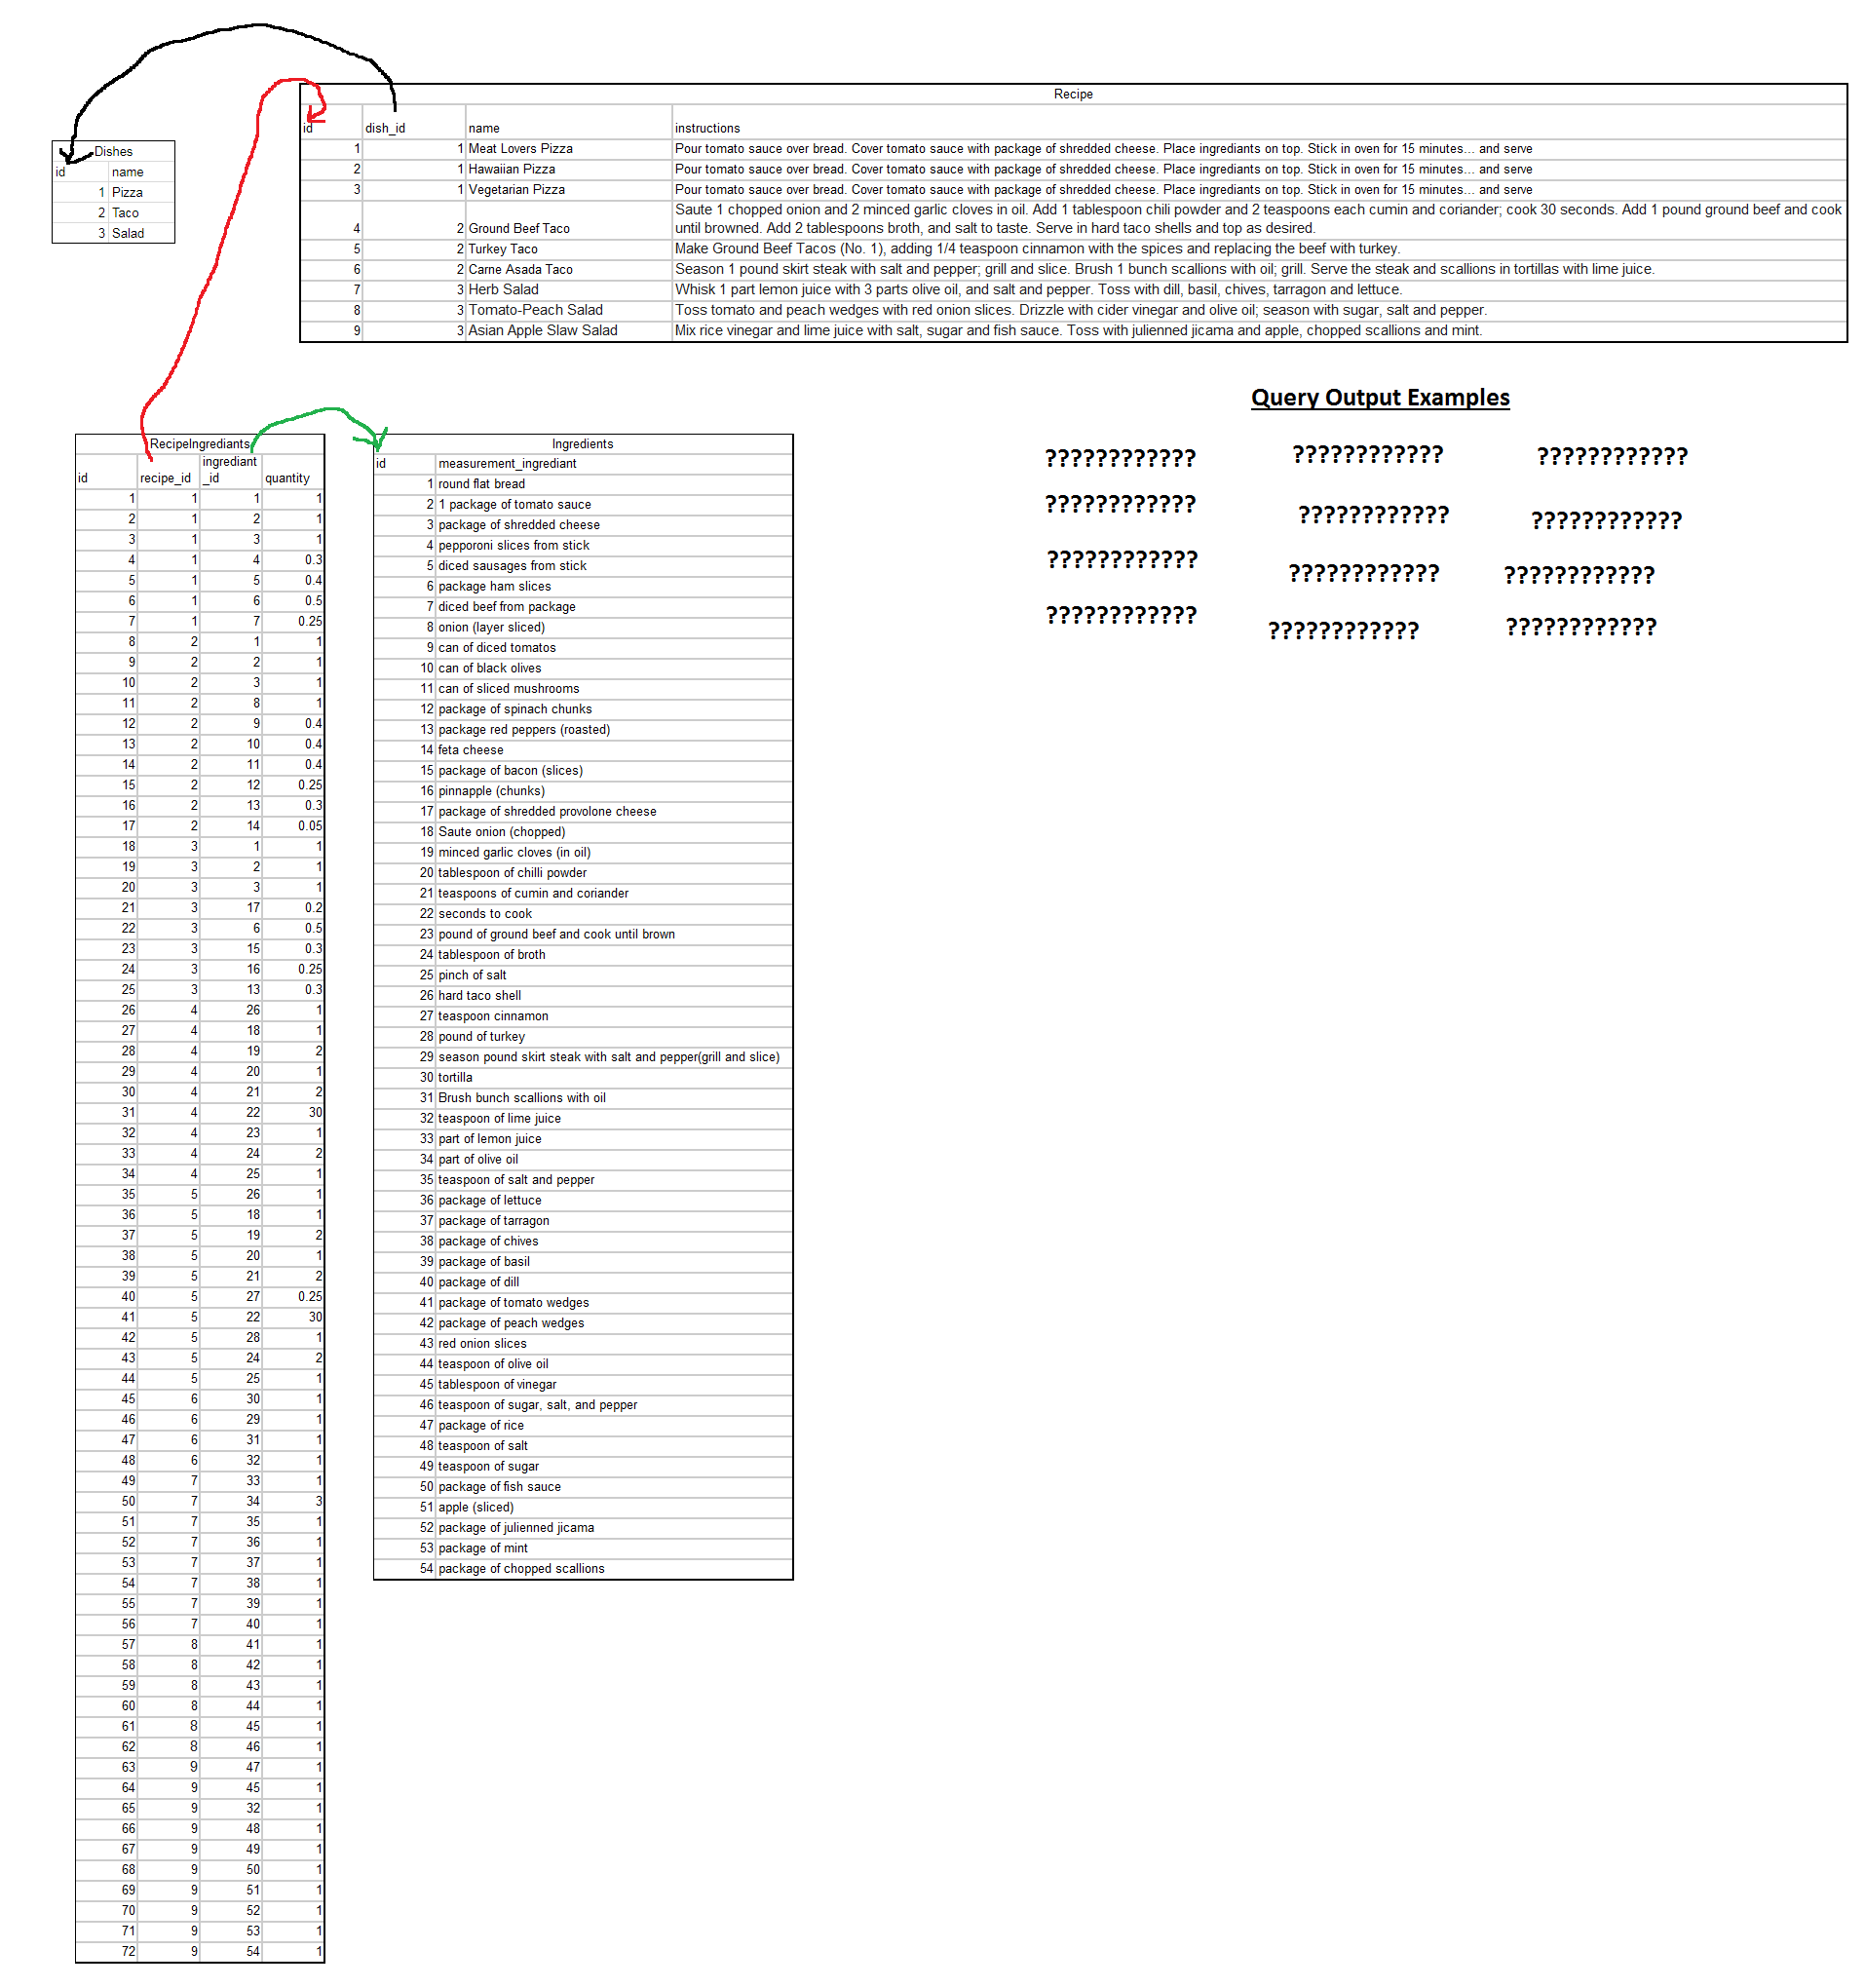 Recipe
id dish_id name instructions
1 1 Meat Lovers Pizza Pour tomato sauce over bread. Cover tomato sauce with package of shredded cheese. Place ingrediants on top. Stick in oven for 15 minutes... and serve
2 1 Hawaiian Pizza Pour tomato sauce over bread. Cover tomato sauce with package of shredded cheese. Place ingrediants on top. Stick in oven for 15 minutes... and serve
3 1 Vegetarian Pizza Pour tomato sauce over bread. Cover tomato sauce with package of shredded cheese. Place ingrediants on top. Stick in oven for 15 minutes... and serve
Saute 1 chopped onion and 2 minced garlic cloves in oil. Add 1 tablespoon chili powder and 2 teaspoons each cumin and coriander; cook 30 seconds. Add 1 pound ground beef and cook
4 2 Ground Beef Taco until browned. Add 2 tablespoons broth, and salt to taste. Serve in hard taco shells and top as desired.
5 2 Turkey Taco Make Ground Beef Tacos (No. 1), adding 1/4 teaspoon cinnamon with the spices and replacing the beef with turkey.
6 2 Carne Asada Taco Season 1 pound skirt steak with salt and pepper; grill and slice. Brush 1 bunch scallions with oil; grill. Serve the steak and scallions in tortillas with lime juice.
7 3 Herb Salad Whisk 1 part lemon juice with 3 parts olive oil, and salt and pepper. Toss with dill, basil, chives, tarragon and lettuce.
8 3 Tomato-Peach Salad Toss tomato and peach wedges with red onion slices. Drizzle with cider vinegar and olive oil; season with sugar, salt and pepper.
9 3 Asian Apple Slaw Salad Mix rice vinegar and lime juice with salt, sugar and fish sauce. Toss with julienned jicama and apple, chopped scallions and mint.
Dishes
id name
1 Pizza
2 Taco
3 Salad
RecipeIngrediants
ingrediant
id recipe_id _id quantity
1 1 1 1
2 1 2 1
3 1 3 1
4 1 4 0.3
5 1 5 0.4
6 1 6 0.5
7 1 7 0.25
8 2 1 1
9 2 2 1
10 2 3 1
11 2 8 1
12 2 9 0.4
13 2 10 0.4
14 2 11 0.4
15 2 12 0.25
16 2 13 0.3
17 2 14 0.05
18 3 1 1
19 3 2 1
20 3 3 1
21 3 17 0.2
22 3 6 0.5
23 3 15 0.3
24 3 16 0.25
25 3 13 0.3
26 4 26 1
27 4 18 1
28 4 19 2
29 4 20 1
30 4 21 2
31 4 22 30
32 4 23 1
33 4 24 2
34 4 25 1
35 5 26 1
36 5 18 1
37 5 19 2
38 5 20 1
39 5 21 2
40 5 27 0.25
41 5 22 30
42 5 28 1
43 5 24 2
44 5 25 1
45 6 30 1
46 6 29 1
47 6 31 1
48 6 32 1
49 7 33 1
50 7 34 3
51 7 35 1
52 7 36 1
53 7 37 1
54 7 38 1
55 7 39 1
56 7 40 1
57 8 41 1
58 8 42 1
59 8 43 1
60 8 44 1
61 8 45 1
62 8 46 1
63 9 47 1
64 9 45 1
65 9 32 1
66 9 48 1
67 9 49 1
68 9 50 1
69 9 51 1
70 9 52 1
71 9 53 1
72 9 54 1
Ingredients
id measurement_ingrediant
1 round flat bread
2 1 package of tomato sauce
3 package of shredded cheese
4 pepporoni slices from stick
5 diced sausages from stick
6 package ham slices
7 diced beef from package
8 onion (layer sliced)
9 can of diced tomatos
10 can of black olives
11 can of sliced mushrooms
12 package of spinach chunks
13 package red peppers (roasted)
14 feta cheese
15 package of bacon (slices)
16 pinnapple (chunks)
17 package of shredded provolone cheese
18 Saute onion (chopped)
19 minced garlic cloves (in oil)
20 tablespoon of chilli powder
21 teaspoons of cumin and coriander
22 seconds to cook
23 pound of ground beef and cook until brown
24 tablespoon of broth
25 pinch of salt
26 hard taco shell
27 teaspoon cinnamon
28 pound of turkey
29 season pound skirt steak with salt and pepper(grill and slice)
30 tortilla
31 Brush bunch scallions with oil
32 teaspoon of lime juice
33 part of lemon juice
34 part of olive oil
35 teaspoon of salt and pepper
36 package of lettuce
37 package of tarragon
38 package of chives
39 package of basil
40 package of dill
41 package of tomato wedges
42 package of peach wedges
43 red onion slices
44 teaspoon of olive oil
45 tablespoon of vinegar
46 teaspoon of sugar, salt, and pepper
47 package of rice
48 teaspoon of salt
49 teaspoon of sugar
50 package of fish sauce
51 apple (sliced)
52 package of julienned jicama
53 package of mint
54 package of chopped scallions
Query Output Examples
???????????? ???????????? ????????????
???????????? ???????????? ????????????
???????????? ???????????? ????????????
???????????? ???????????? ????????????